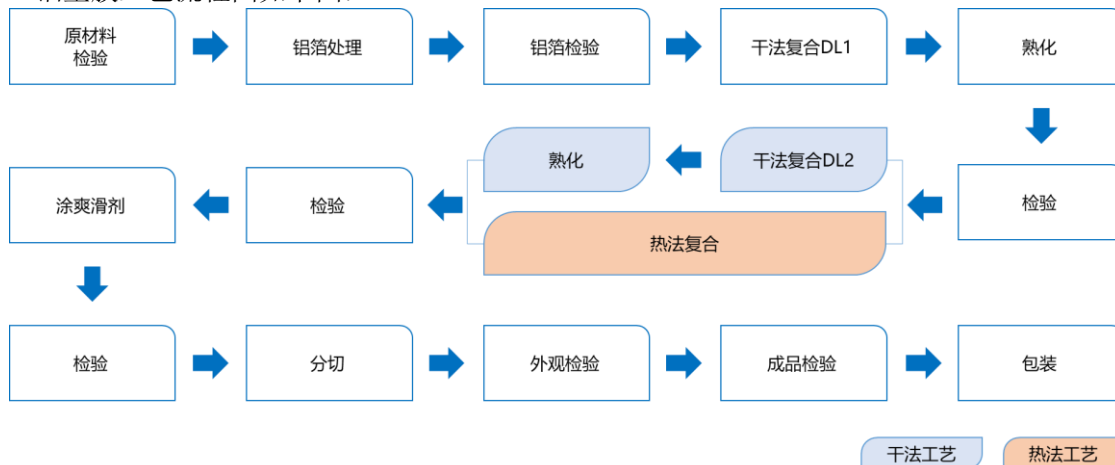 原材料
检验
铝箔处理
铝箔检验
干法复合DL1
熟化
熟化
干法复合DL2
涂爽滑剂
检验
检验
热法复合
检验
分切
外观检验
成品检验
包装
干法工艺
热法工艺